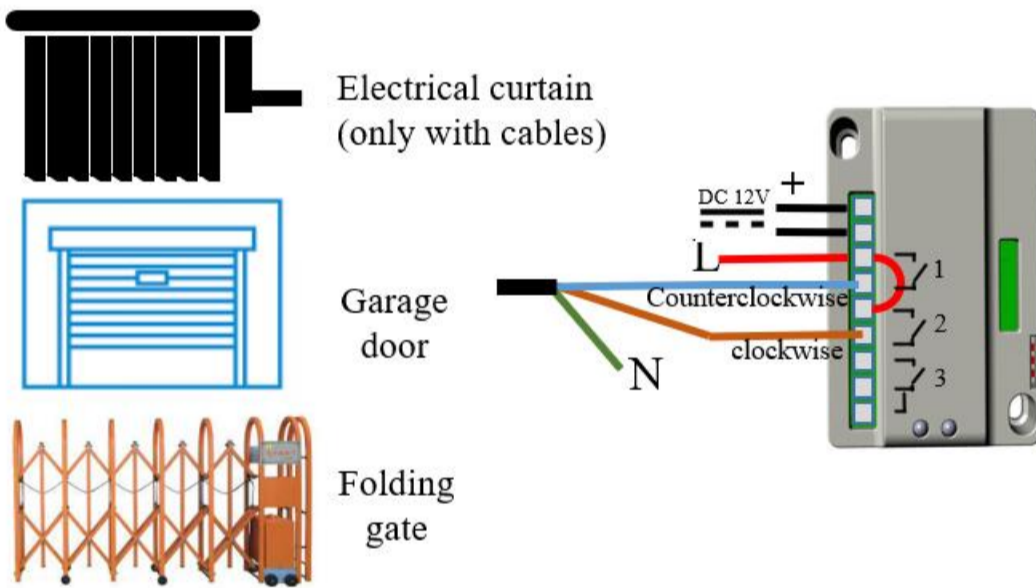 Electrical curtain
(only with cables)
DC 12V
+
L
1
Counterclockwise
Garage
door
2
clockwise
N
3
Folding
gate